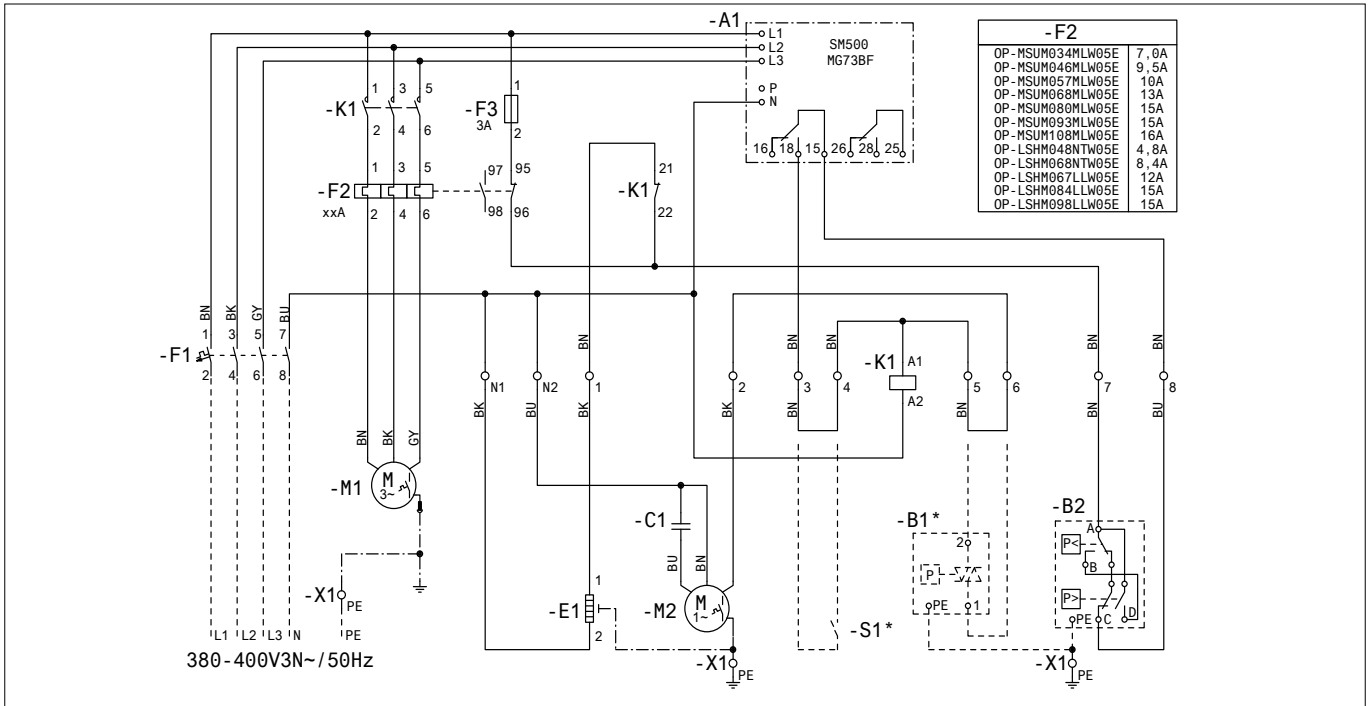 -A1
L1
L2
L3
P
N
SM500
MG73BF
16 18 15 26 28 25
-F2
OP-MSUM034MLW05E 7,0A
OP-MSUM046MLW05E 9,5A
OP-MSUM057MLW05E 10A
OP-MSUM068MLW05E 13A
OP-MSUM080MLW05E 15A
OP-MSUM093MLW05E 15A
OP-MSUM108MLW05E 16A
OP-LSHM048NTW05E 4,8A
OP-LSHM068NTW05E 8,4A
OP-LSHM067LLW05E 12A
OP-LSHM084LLW05E 15A
OP-LSHM098LLW05E 15A
1 3 5
-K1
2 4 6
1
-F3
3A
2
1 3 5
-F2
xxA
2 4 6
97 95
98 96
21
-K1
22
BN BK GY BU
1 3 5 7
-F1
2 4 6 8
BN BN BN BN BN
N1 N2 1 2 3 4
-K1
A1
A2
5 6 7 8
BK BU BK BK BN BK BN BN BU
BN BK GY
-M1
M
3~
-X1
PE
L1 L2 L3 N PE
380-400V3N~/50Hz
-C1
BU BN
1
-E1
2
-M2
M
1~
-X1
PE
-S1*
-B1*
2
P
PE 1
-B2
A
P<
B
P>
PE C D
-X1
PE